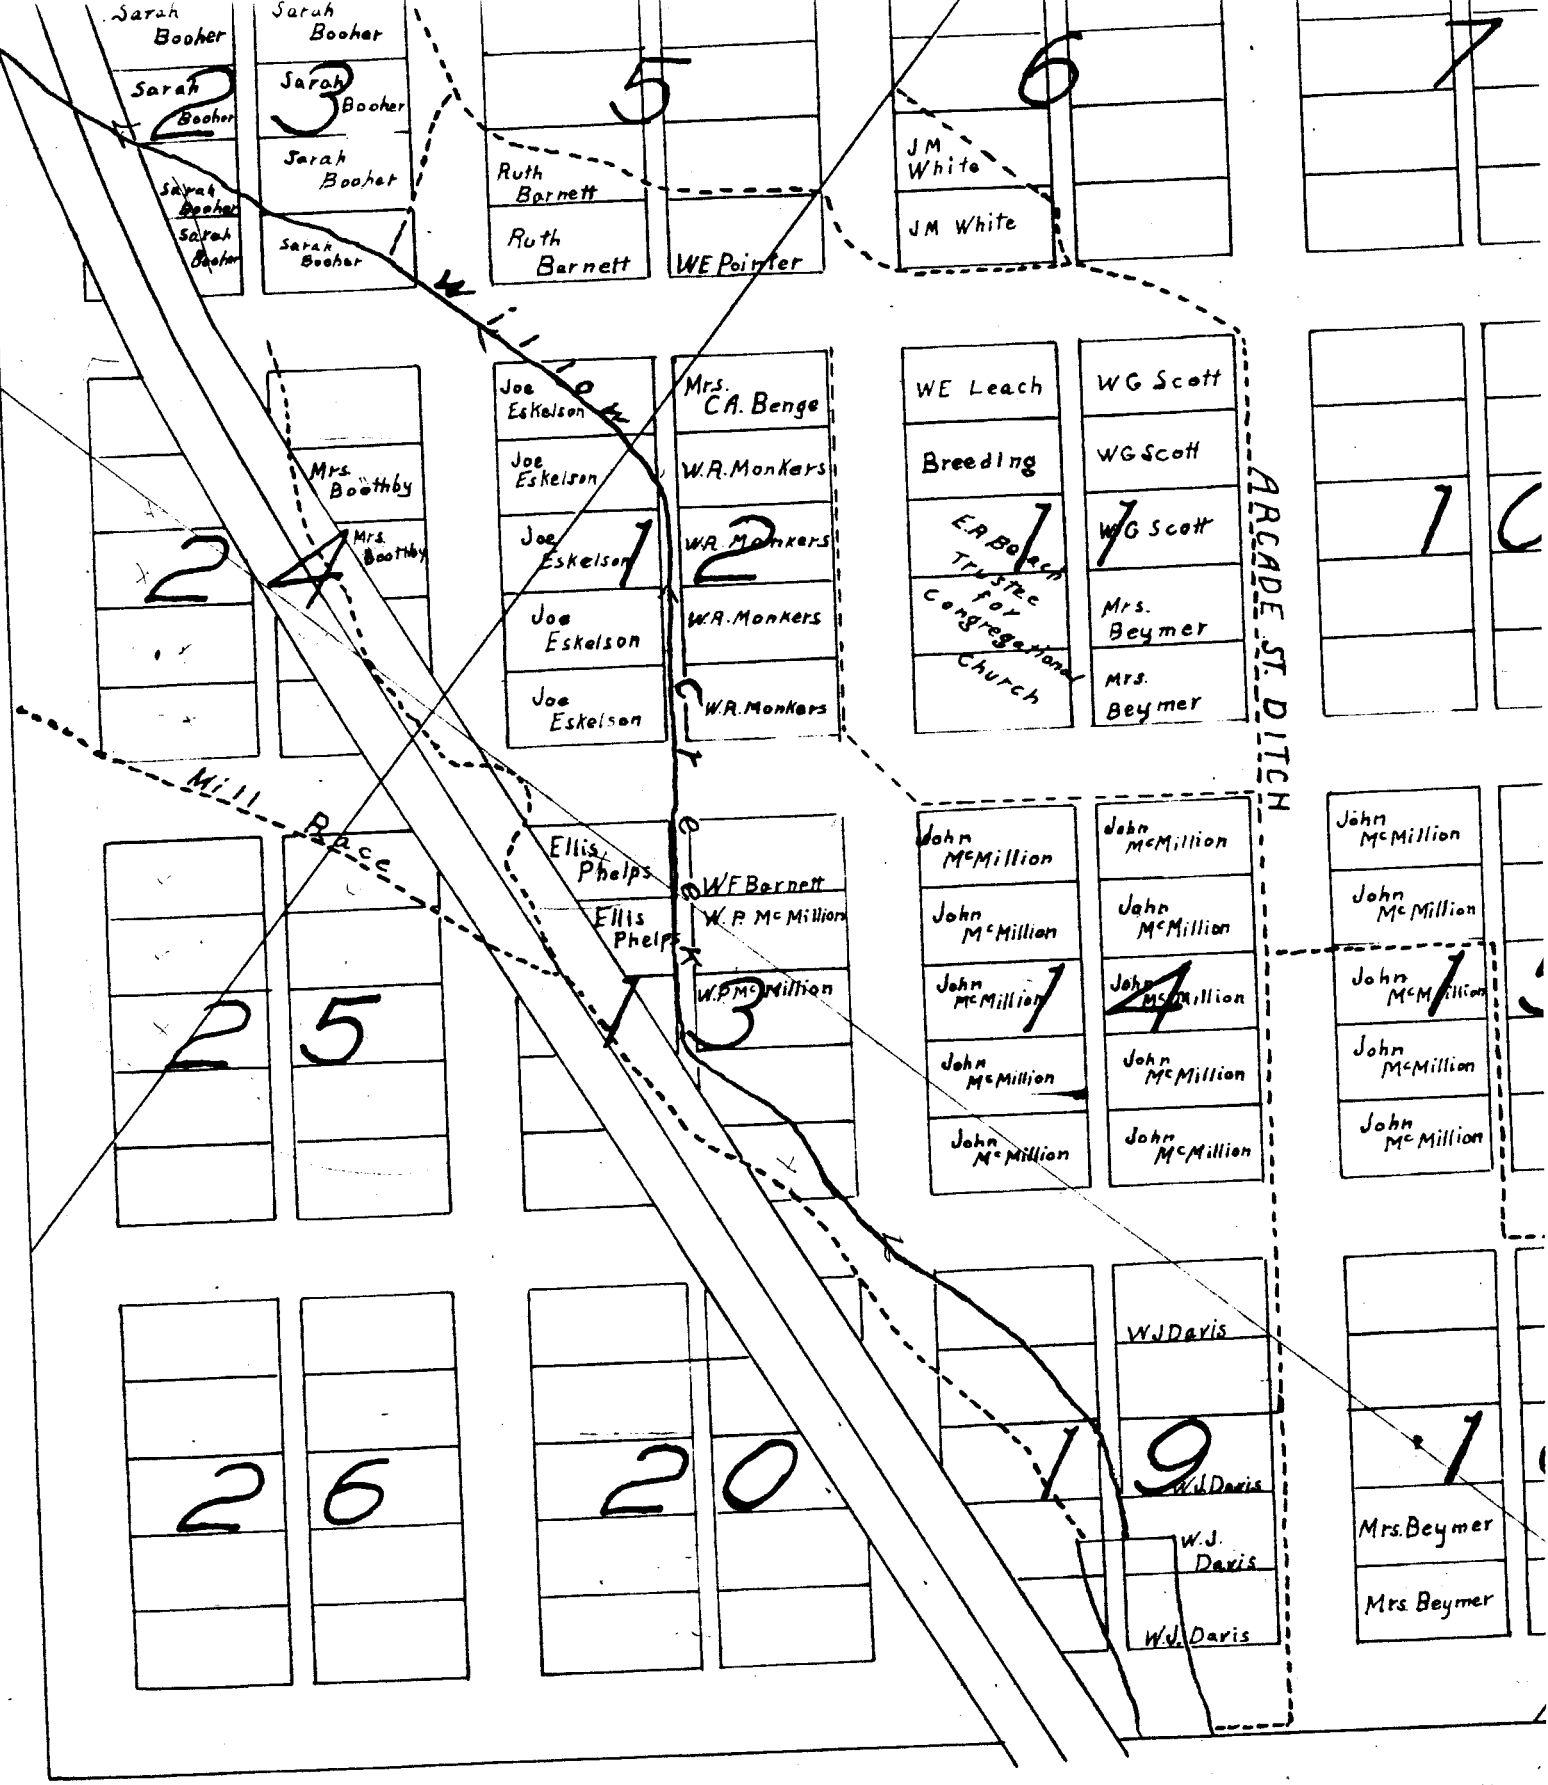 Sarah
Booher
Sarah
Booher
Sarah
Booher
Sarah
Booher
Sarah
Booher
Sarah
Booher
Sarah
Booher
Sarah
Booher
2
3
5
6
7
Ruth
Barnett
Ruth
Barnett
WE Pointer
JM
White
JM White
Willow Creek
Mrs.
Boothby
Mrs.
Boothby
2 4
Joe
Eskelson
Joe
Eskelson
Joe
Eskelson
Joe
Eskelson
Joe
Eskelson
1 2
Mrs.
C.A. Benge
W.R. Monkers
W.R. Monkers
W.R. Monkers
W.R. Monkers
WE Leach
Breeding
Trustee
for
Congregational
Church
1 1
W G Scott
W G Scott
W G Scott
Mrs.
Beymer
Mrs.
Beymer
ARCADE ST. DITCH
1 0
Mill Race
2 5
Ellis
Phelps
Ellis
Phelps
1 3
WF Barnett
W.P. McMillion
W.P. McMillion
John
McMillion
John
McMillion
John
McMillion
John
McMillion
John
McMillion
1 4
John
McMillion
John
McMillion
John
McMillion
John
McMillion
John
McMillion
John
McMillion
John
McMillion
John
McMillion
John
McMillion
John
McMillion
1
2 6
2 0
1 9
W J Davis
W.J. Davis
W.J.
Davis
W.J. Davis
1
Mrs. Beymer
Mrs. Beymer